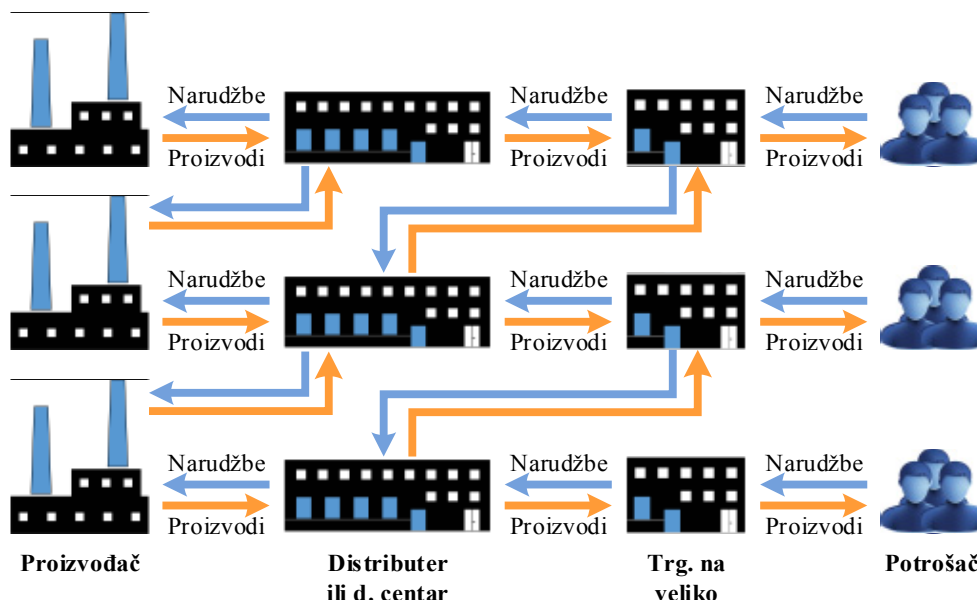 Narudžbe Narudžbe Narudžbe
Proizvodi Proizvodi Proizvodi
Narudžbe Narudžbe Narudžbe
Proizvodi Proizvodi Proizvodi
Narudžbe Narudžbe Narudžbe
Proizvodi Proizvodi Proizvodi
Proizvođač
Distributer
ili d. centar
Trg. na
veliko
Potrošač